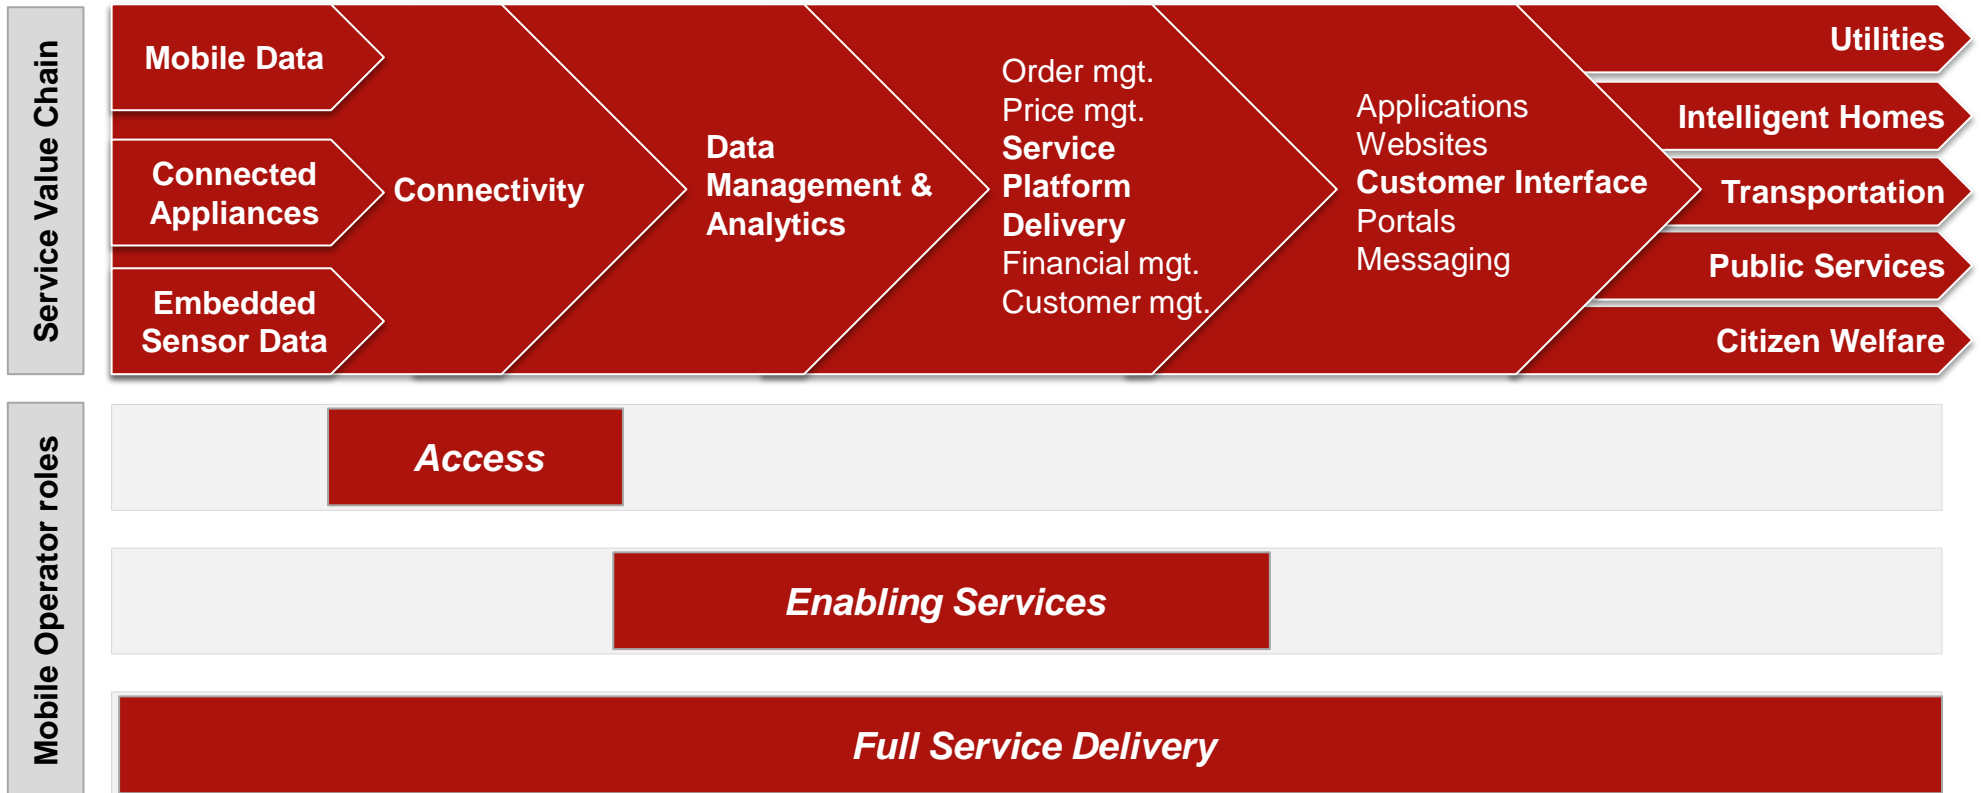 Service Value Chain
Mobile Data
Connected
Appliances
Embedded
Sensor Data
Connectivity
Data
Management &
Analytics
Order mgt.
Price mgt.
Service
Platform
Delivery
Financial mgt.
Customer mgt.
Applications
Websites
Customer Interface
Portals
Messaging
Utilities
Intelligent Homes
Transportation
Public Services
Citizen Welfare
Mobile Operator roles
Access
Enabling Services
Full Service Delivery